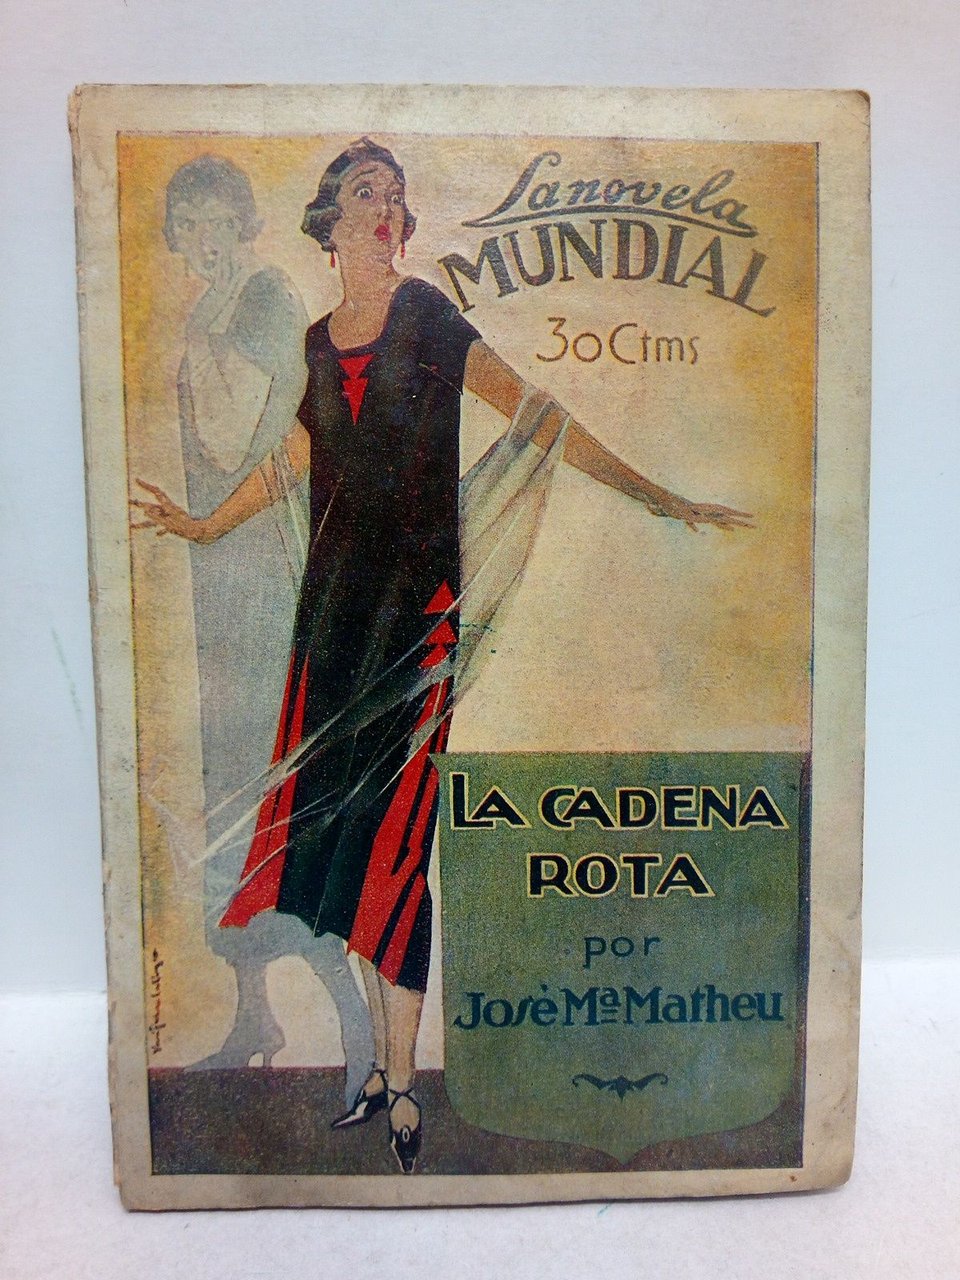 La novela
MUNDIAL
30 Ctms
LA CADENA
ROTA
por
José Mª Matheu